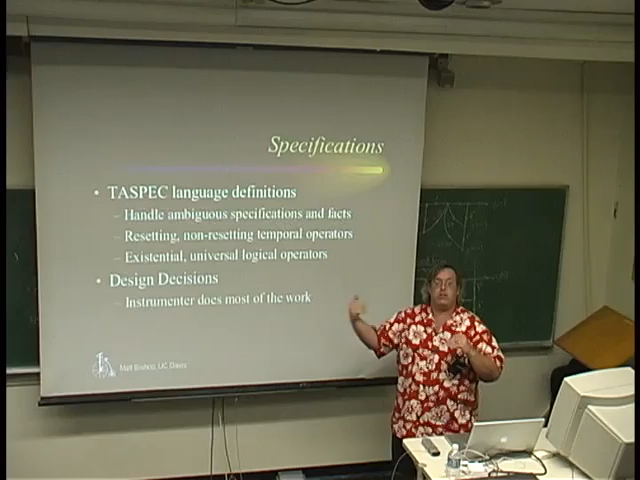 Specifications
• TASPEC language definitions
– Handle ambiguous specifications and facts
– Resetting, non-resetting temporal operators
– Existential, universal logical operators
• Design Decisions
– Instrumenter does most of the work
Matt Bishop, UC Davis